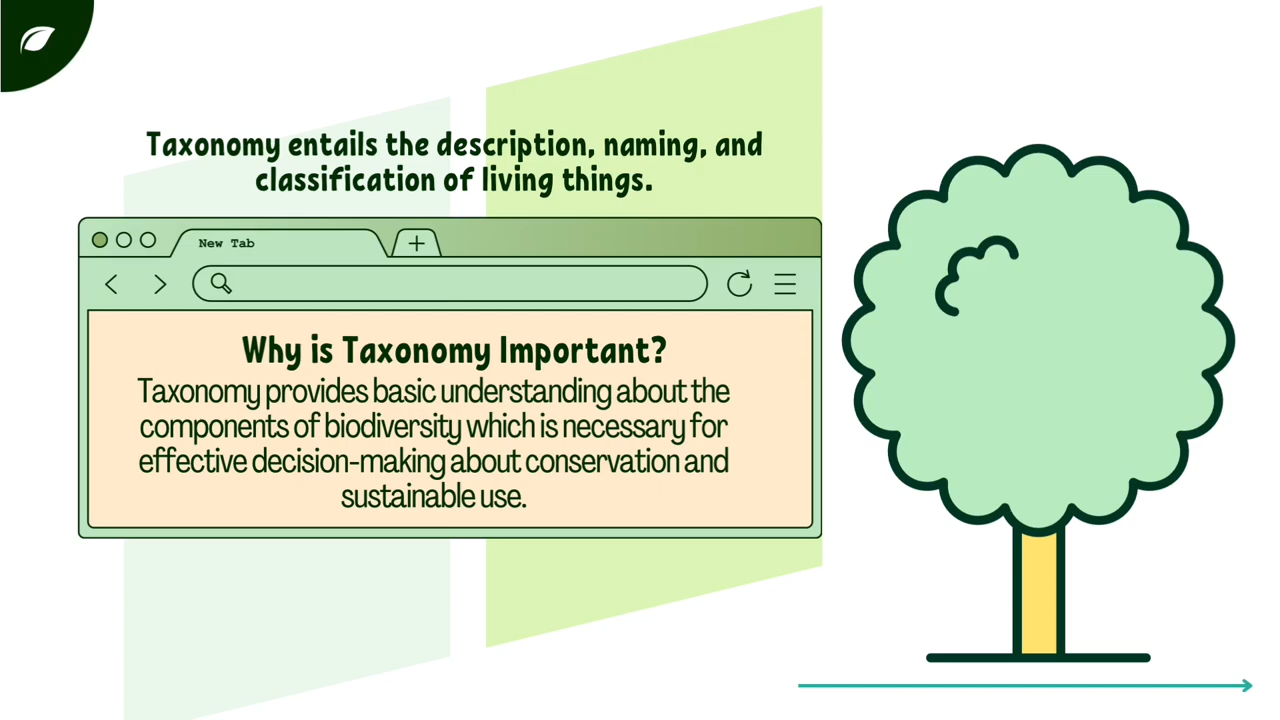 Taxonomy entails the description, naming, and
classification of living things.
New Tab
Why is Taxonomy Important?
Taxonomy provides basic understanding about the
components of biodiversity which is necessary for
effective decision-making about conservation and
sustainable use.